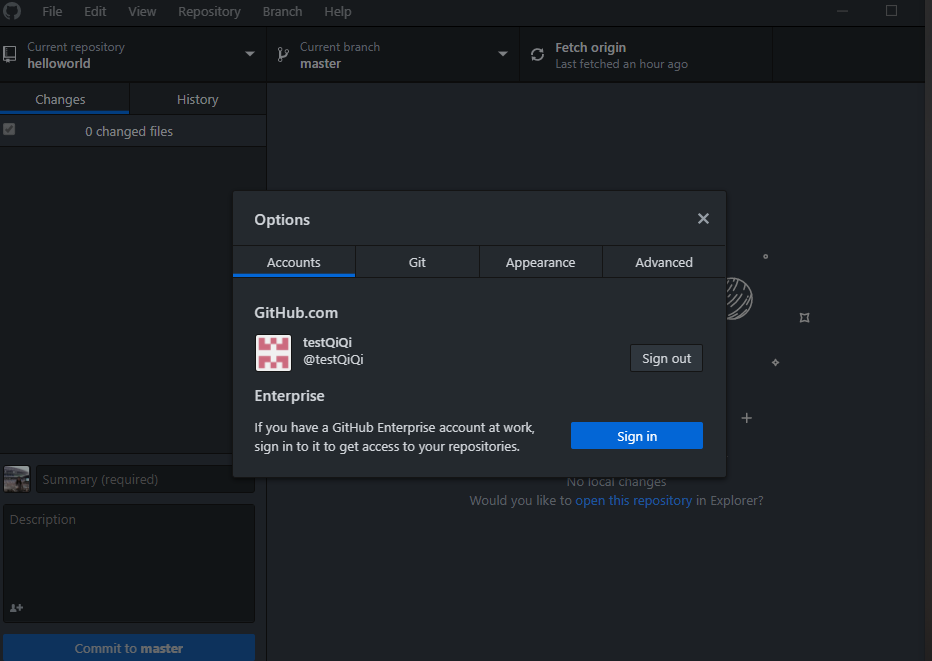 File Edit View Repository Branch Help
Current repository
helloworld
Current branch
master
Fetch origin
Last fetched an hour ago
Changes
History
0 changed files
Options
Accounts
Git
Appearance
Advanced
GitHub.com
testQiQi
@testQiQi
Sign out
Enterprise
If you have a GitHub Enterprise account at work,
sign in to it to get access to your repositories.
Sign in
No local changes
Would you like to open this repository in Explorer?
Summary (required)
Description
Commit to master